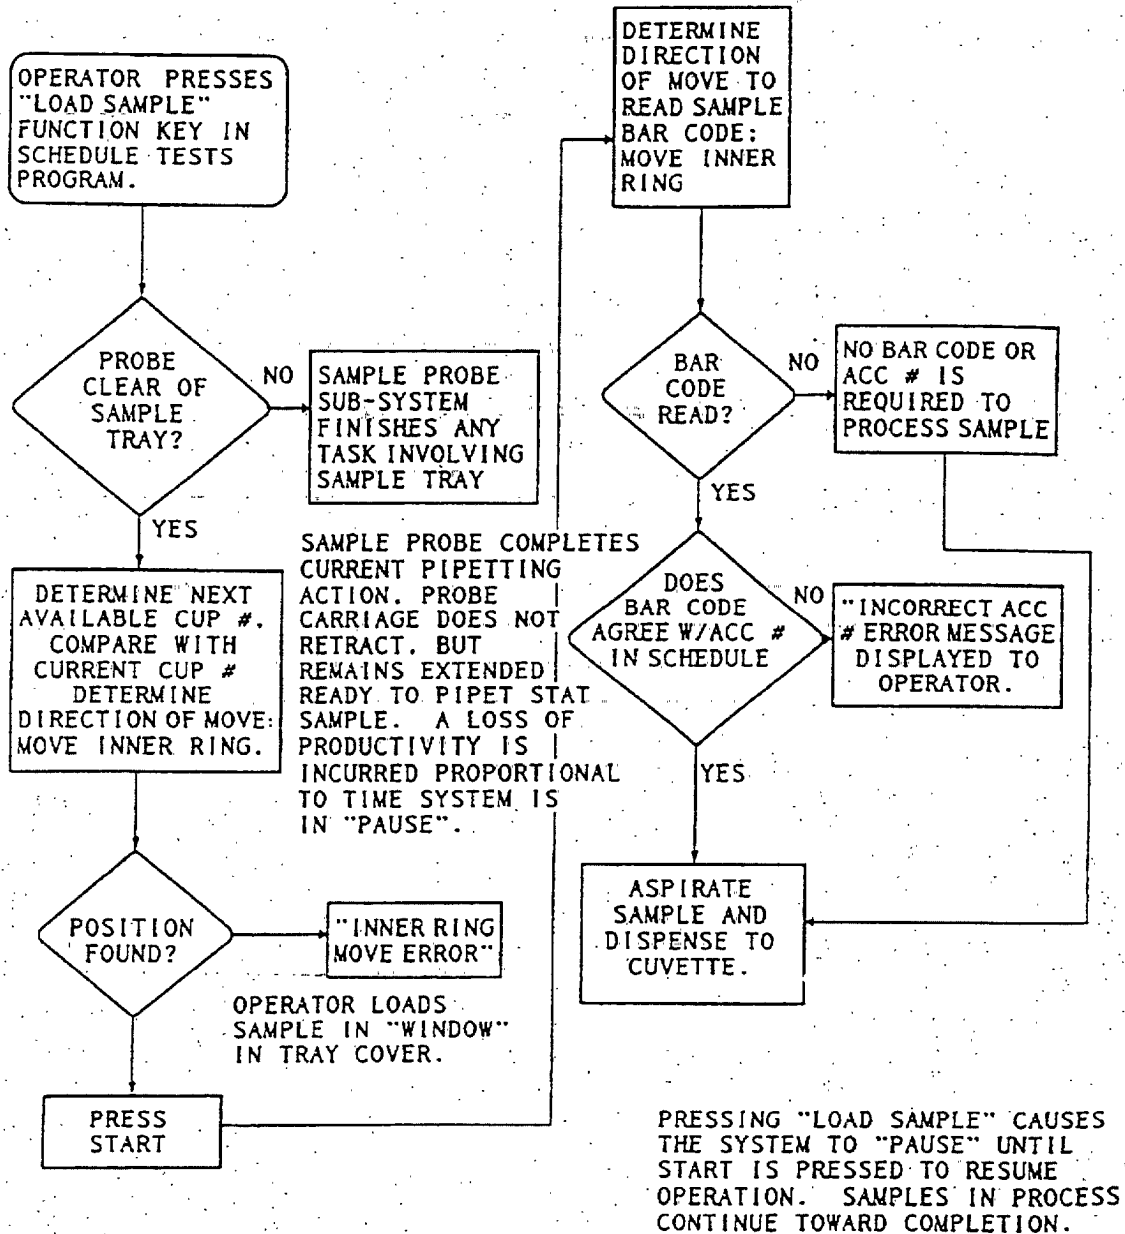 OPERATOR PRESSES
"LOAD SAMPLE"
FUNCTION KEY IN
SCHEDULE TESTS
PROGRAM.
PROBE
CLEAR OF
SAMPLE
TRAY?
NO
SAMPLE PROBE
SUB-SYSTEM
FINISHES ANY
TASK INVOLVING
SAMPLE TRAY
YES
DETERMINE NEXT
AVAILABLE CUP #.
COMPARE WITH
CURRENT CUP #
DETERMINE
DIRECTION OF MOVE:
MOVE INNER RING.
SAMPLE PROBE COMPLETES
CURRENT PIPETTING
ACTION. PROBE
CARRIAGE DOES NOT
RETRACT. BUT
REMAINS EXTENDED
READY TO PIPET STAT
SAMPLE. A LOSS OF
PRODUCTIVITY IS
INCURRED PROPORTIONAL
TO TIME SYSTEM IS
IN "PAUSE".
POSITION
FOUND?
"INNER RING
MOVE ERROR"
OPERATOR LOADS
SAMPLE IN "WINDOW"
IN TRAY COVER.
PRESS
START
DETERMINE
DIRECTION
OF MOVE TO
READ SAMPLE
BAR CODE:
MOVE INNER
RING
BAR
CODE
READ?
NO
NO BAR CODE OR
ACC # IS
REQUIRED TO
PROCESS SAMPLE
YES
DOES
BAR CODE
AGREE W/ACC #
IN SCHEDULE
NO
"INCORRECT ACC
# ERROR MESSAGE
DISPLAYED TO
OPERATOR.
YES
ASPIRATE
SAMPLE AND
DISPENSE TO
CUVETTE.
PRESSING "LOAD SAMPLE" CAUSES
THE SYSTEM TO "PAUSE" UNTIL
START IS PRESSED TO RESUME
OPERATION. SAMPLES IN PROCESS
CONTINUE TOWARD COMPLETION.